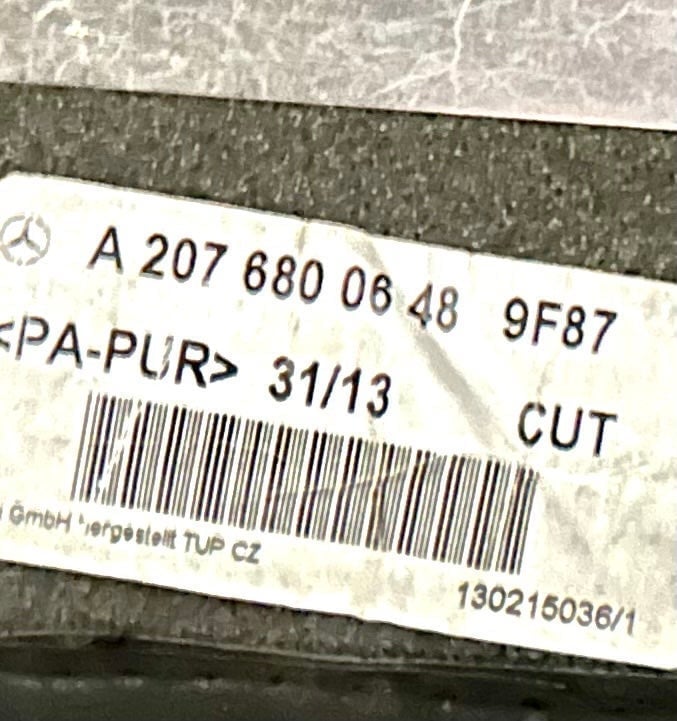 A 207 680 06 48 9F87
<PA-PUR> 31/13 CUT
GmbH hergestellt TUP CZ
130215036/1